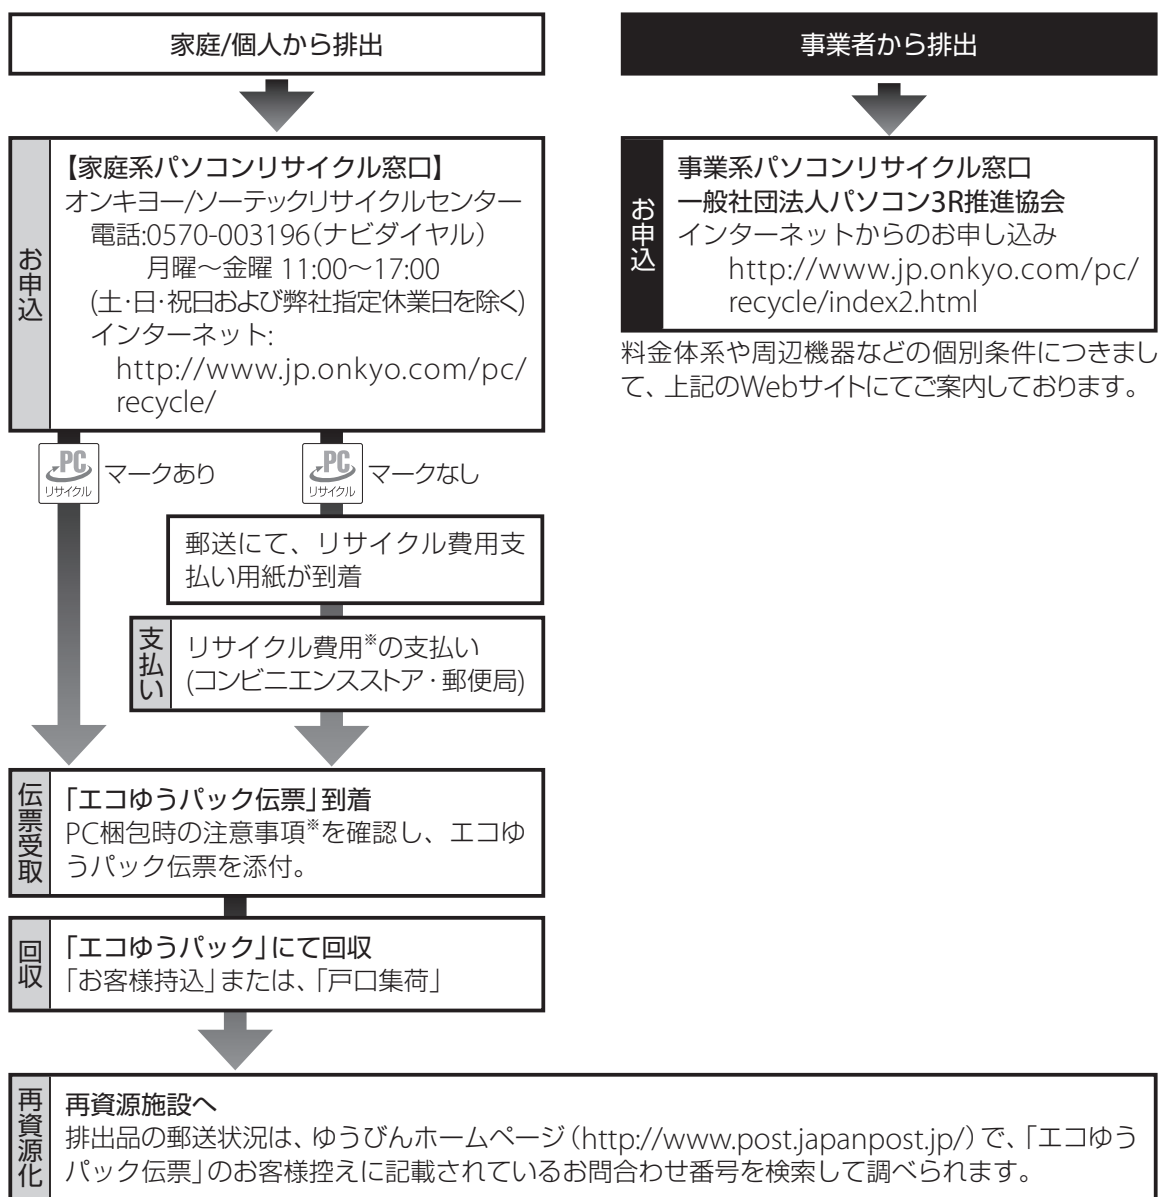 家庭/個人から排出
お申込
【家庭系パソコンリサイクル窓口】
オンキヨー/ソーテックリサイクルセンター
電話:0570-003196(ナビダイヤル)
月曜～金曜 11:00～17:00
(土・日・祝日および弊社指定休業日を除く)
インターネット:
http://www.jp.onkyo.com/pc/
recycle/
PC
リサイクル
マークあり
PC
リサイクル
マークなし
郵送にて、リサイクル費用支
払い用紙が到着
支払い
リサイクル費用※の支払い
(コンビニエンスストア・郵便局)
伝票受取
「エコゆうパック伝票」到着
PC梱包時の注意事項※を確認し、エコゆ
うパック伝票を添付。
回収
「エコゆうパック」にて回収
「お客様持込」または、「戸口集荷」
事業者から排出
お申込
事業系パソコンリサイクル窓口
一般社団法人パソコン3R推進協会
インターネットからのお申し込み
http://www.jp.onkyo.com/pc/
recycle/index2.html
料金体系や周辺機器などの個別条件につきまし
て、上記のWebサイトにてご案内しております。
再資源化
再資源施設へ
排出品の郵送状況は、ゆうびんホームページ(http://www.post.japanpost.jp/)で、「エコゆう
パック伝票」のお客様控えに記載されているお問合わせ番号を検索して調べられます。